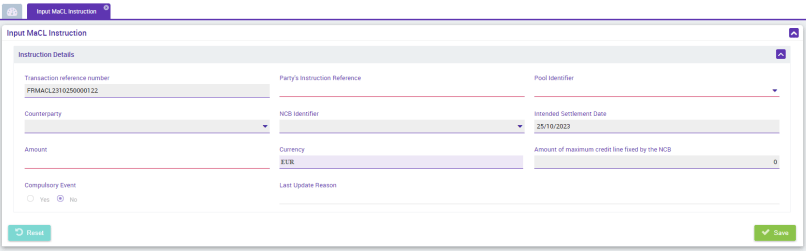 Input MaCL Instruction
Input MaCL Instruction
Instruction Details
Transaction reference number Party's Instruction Reference Pool Identifier
FRMACL2310250000122
Counterparty NCB Identifier Intended Settlement Date
25/10/2023
Amount Currency Amount of maximum credit line fixed by the NCB
EUR 0
Compulsory Event Last Update Reason
Yes No
Reset Save